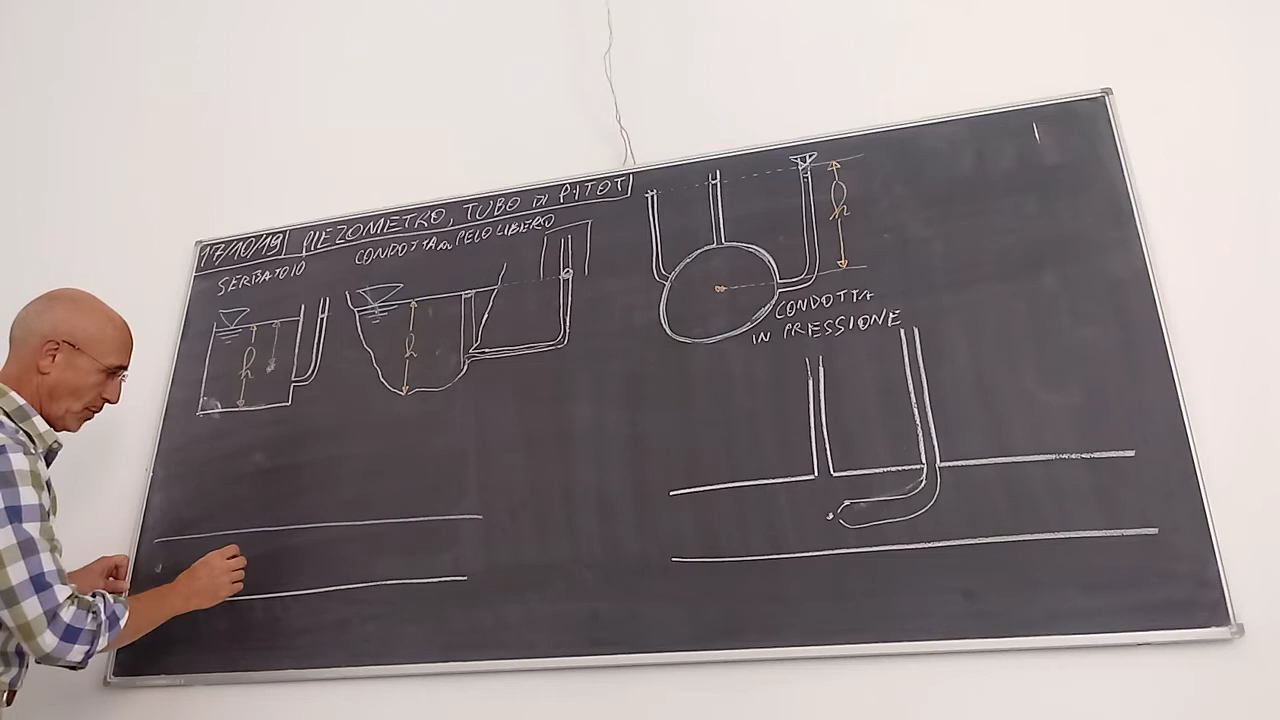 17/10/19 PIEZOMETRO, TUBO DI PITOT
SERBATOIO
CONDOTTA a PELO LIBERO
h
h
h
CONDOTTA
IN PRESSIONE